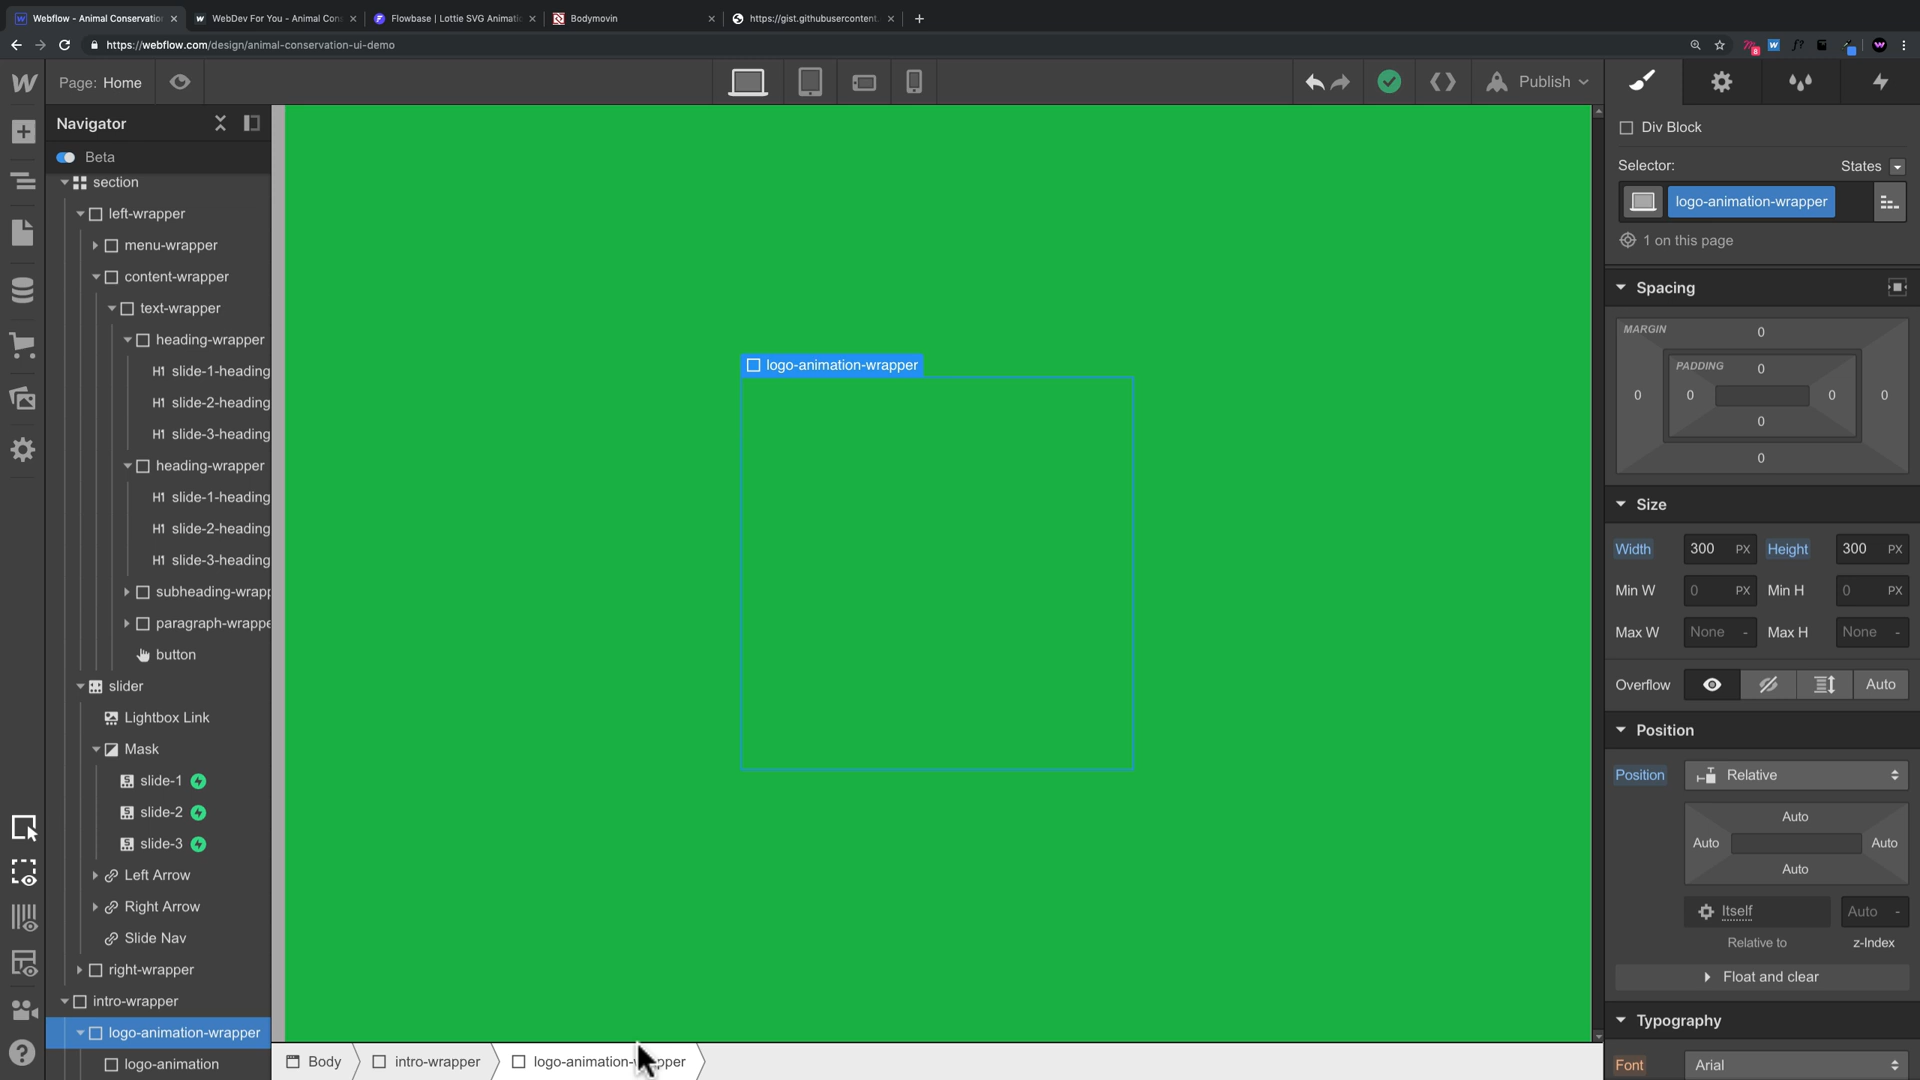 Webflow - Animal Conservation
WebDev For You - Animal Con
Flowbase | Lottie SVG Animati
Bodymovin
https://gist.githubusercontent.
https://webflow.com/design/animal-conservation-ui-demo
Page: Home
Publish
Navigator
Beta
section
left-wrapper
menu-wrapper
content-wrapper
text-wrapper
heading-wrapper
H1 slide-1-heading
H1 slide-2-heading
H1 slide-3-heading
heading-wrapper
H1 slide-1-heading
H1 slide-2-heading
H1 slide-3-heading
subheading-wrapp
paragraph-wrappe
button
slider
Lightbox Link
Mask
slide-1
slide-2
slide-3
Left Arrow
Right Arrow
Slide Nav
right-wrapper
intro-wrapper
logo-animation-wrapper
logo-animation
logo-animation-wrapper
Body
intro-wrapper
logo-animation-wrapper
Div Block
Selector:
States
logo-animation-wrapper
1 on this page
Spacing
MARGIN
0
PADDING
0
0 0 0 0
0
0
Size
Width 300 PX Height 300 PX
Min W 0 PX Min H 0 PX
Max W None - Max H None -
Overflow Auto
Position
Position Relative
Auto
Auto Auto
Auto
Itself Auto -
Relative to z-Index
Float and clear
Typography
Font Arial